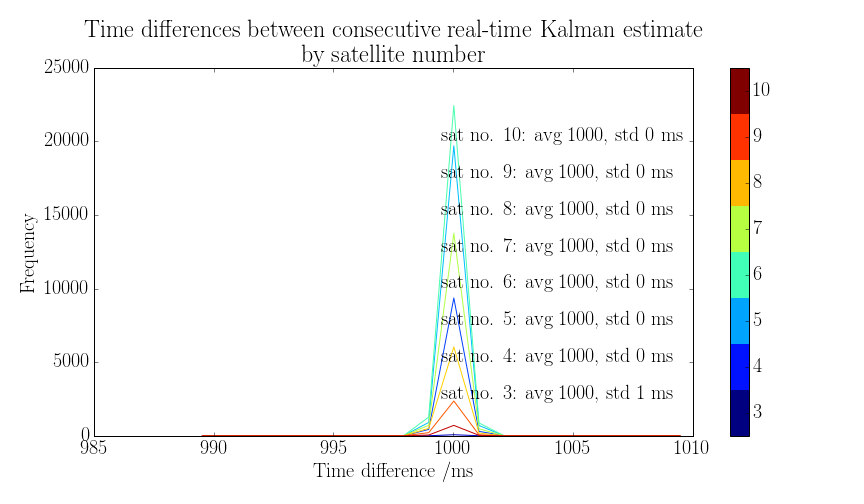 Time differences between consecutive real-time Kalman estimate
by satellite number
25000
20000
15000
10000
5000
0
Frequency
sat no. 10: avg 1000, std 0 ms
sat no. 9: avg 1000, std 0 ms
sat no. 8: avg 1000, std 0 ms
sat no. 7: avg 1000, std 0 ms
sat no. 6: avg 1000, std 0 ms
sat no. 5: avg 1000, std 0 ms
sat no. 4: avg 1000, std 0 ms
sat no. 3: avg 1000, std 1 ms
985 990 995 1000 1005 1010
Time difference /ms
10
9
8
7
6
5
4
3